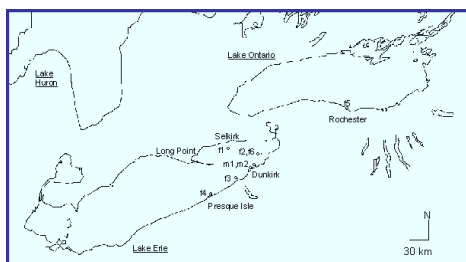 Lake Ontario
Lake
Huron
f5
Rochester
Selkirk
f1
f2,f6
Long Point
m1,m2
Dunkirk
f3
f4
Presque Isle
N
Lake Erie
30 km